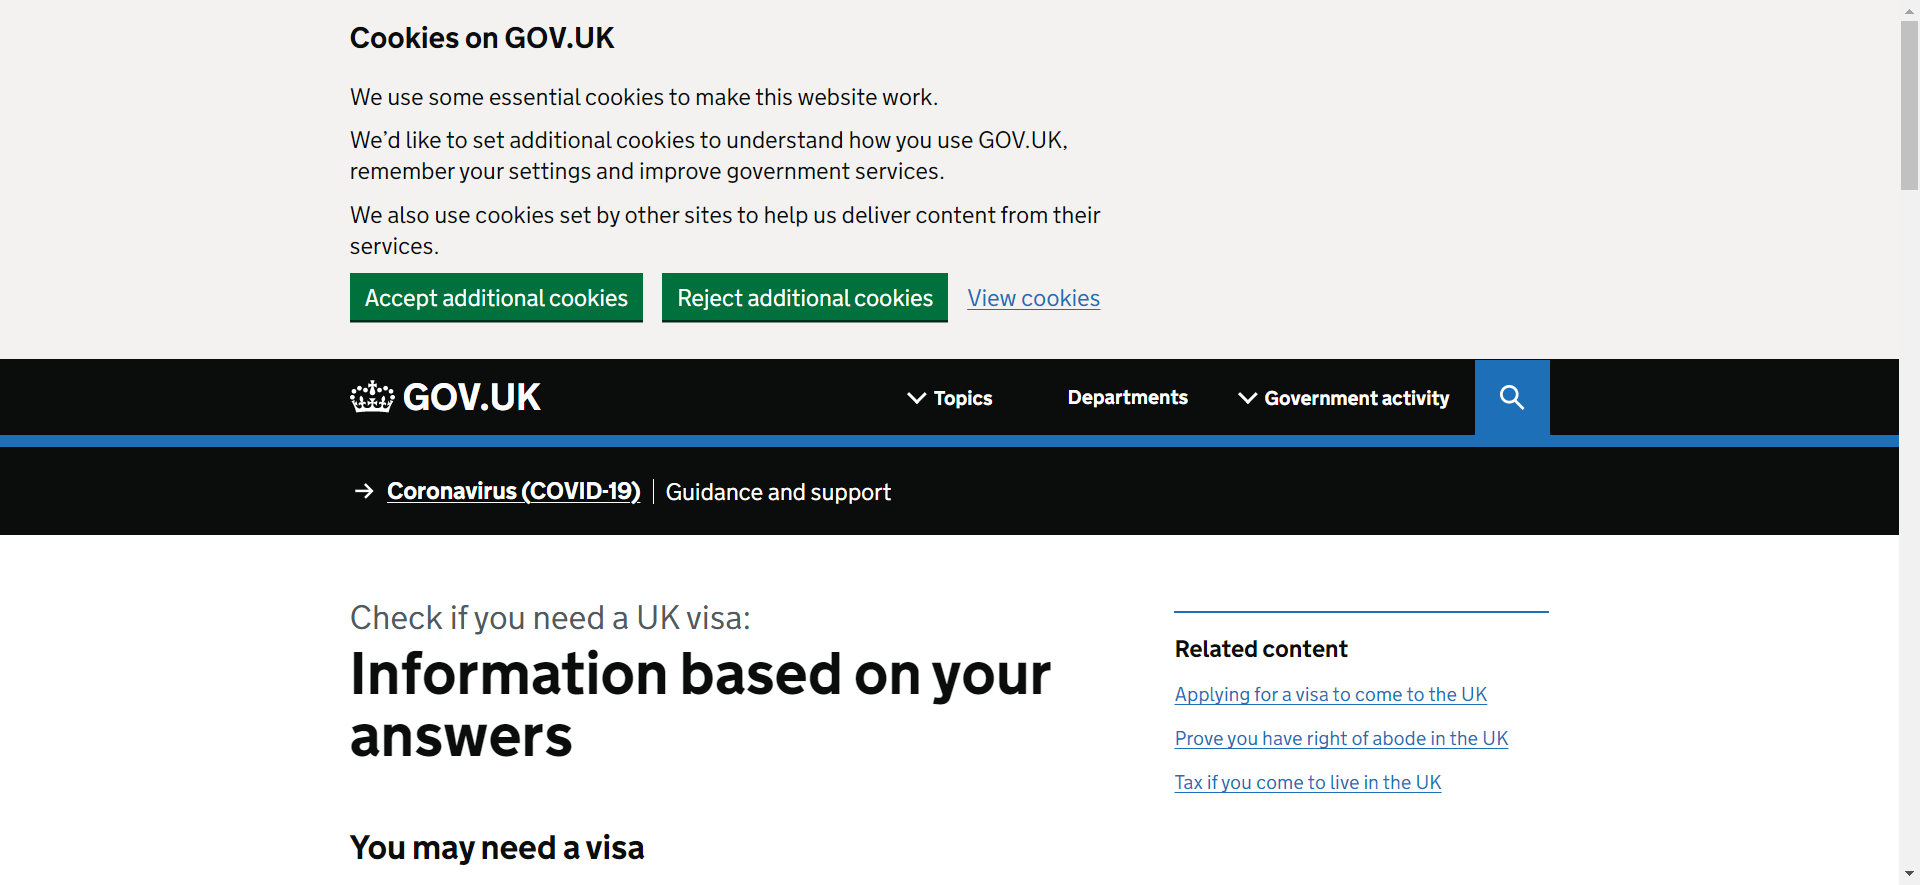 Cookies on GOV.UK
We use some essential cookies to make this website work.
We’d like to set additional cookies to understand how you use GOV.UK,
remember your settings and improve government services.
We also use cookies set by other sites to help us deliver content from their
services.
Accept additional cookies
Reject additional cookies
View cookies
GOV.UK
Topics
Departments
Government activity
Coronavirus (COVID-19)
Guidance and support
Check if you need a UK visa:
Information based on your
answers
You may need a visa
Related content
Applying for a visa to come to the UK
Prove you have right of abode in the UK
Tax if you come to live in the UK